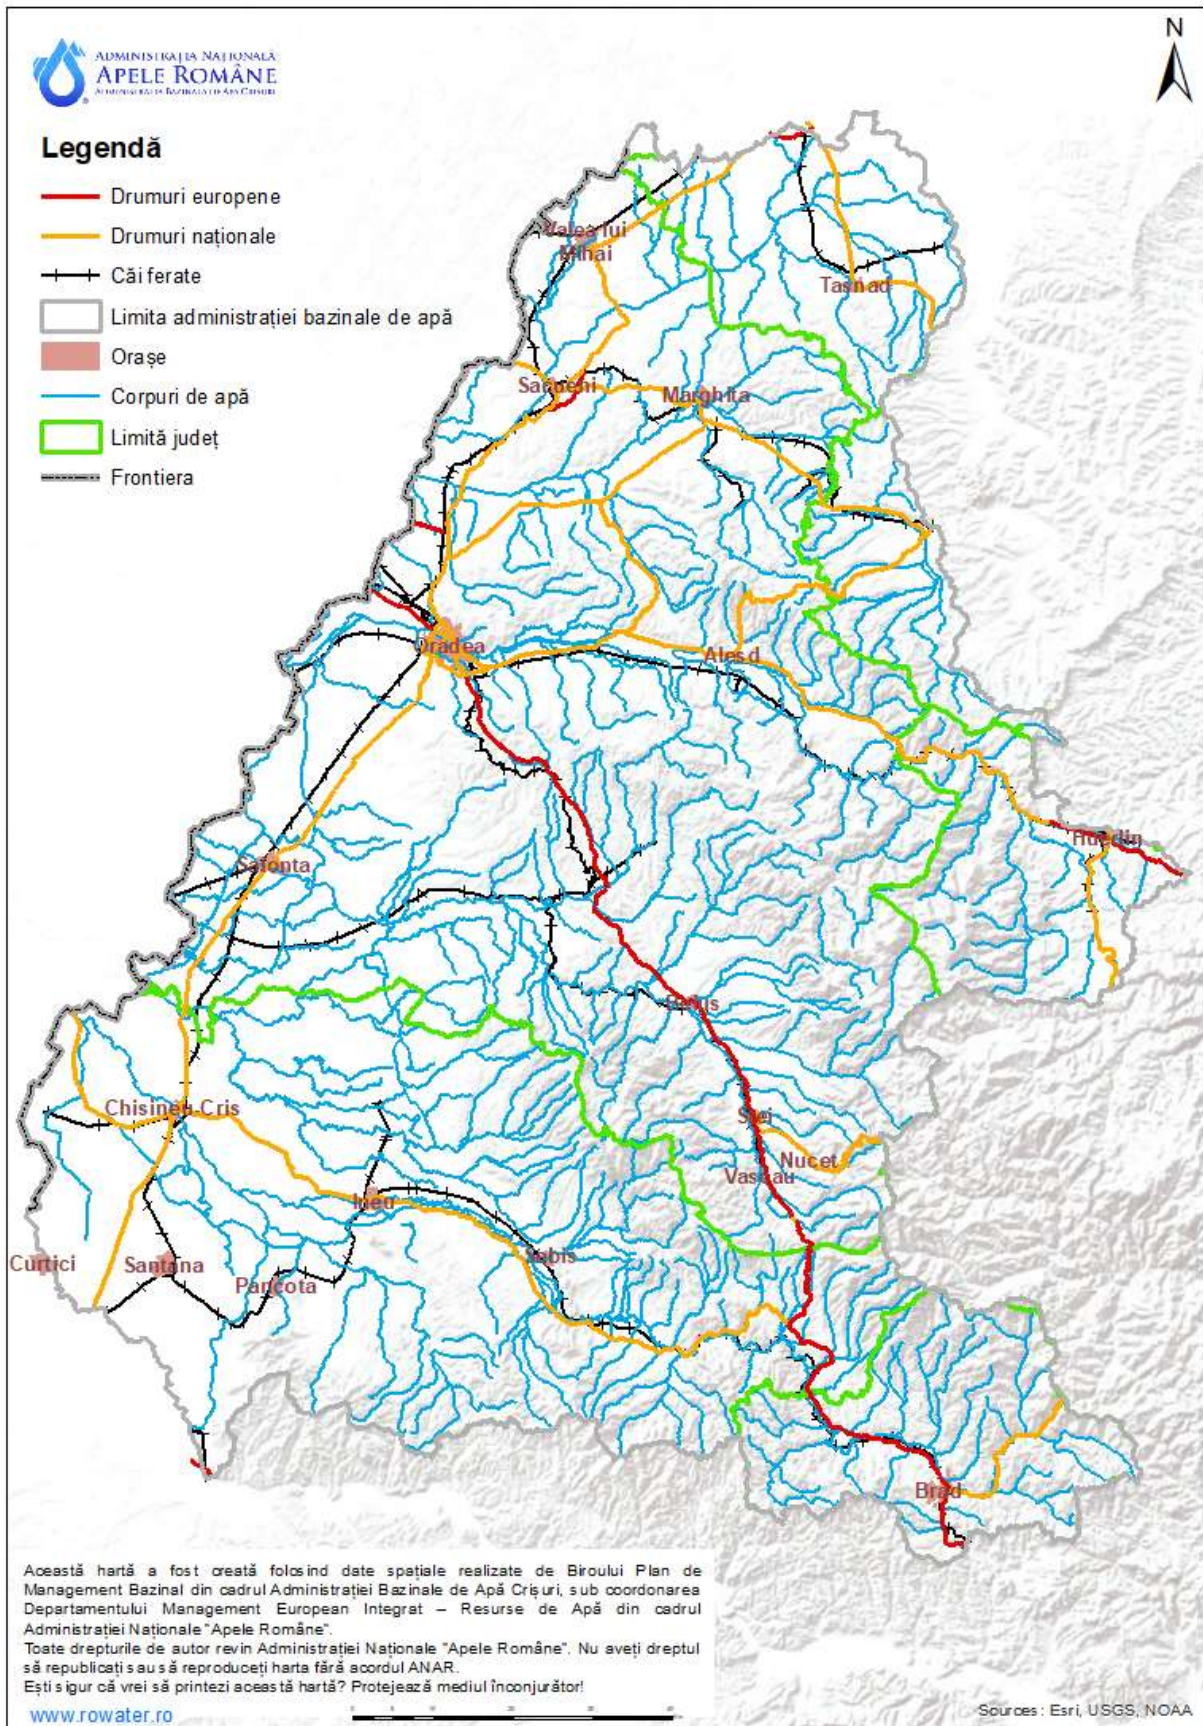 N
ADMINISTRAȚIA NAȚIONALĂ
APELE ROMÂNE
ADMINISTRAȚIA BAZINALĂ DE APĂ CRIȘURI
Legendă
Drumuri europene
Drumuri naționale
Căi ferate
Limita administrației bazinale de apă
Orașe
Corpuri de apă
Limită județ
Frontiera
Valea lui
Mihai
Tasnad
Sacueni
Marghita
Oradea
Alesd
Huedin
Salonta
Beius
Chisineu-Cris
Stei
Nucet
Vascau
Ineu
Curtici
Santana
Sebis
Pancota
Brad
Această hartă a fost creată folosind date spațiale realizate de Biroului Plan de
Management Bazinal din cadrul Administrației Bazinale de Apă Crișuri, sub coordonarea
Departamentului Management European Integrat – Resurse de Apă din cadrul
Administrației Naționale "Apele Române".
Toate drepturile de autor revin Administrației Naționale "Apele Române". Nu aveți dreptul
să republicați sau să reproduceți harta fără acordul ANAR.
Ești sigur că vrei să printezi această hartă? Protejează mediul înconjurător!
www.rowater.ro
Sources: Esri, USGS, NOAA